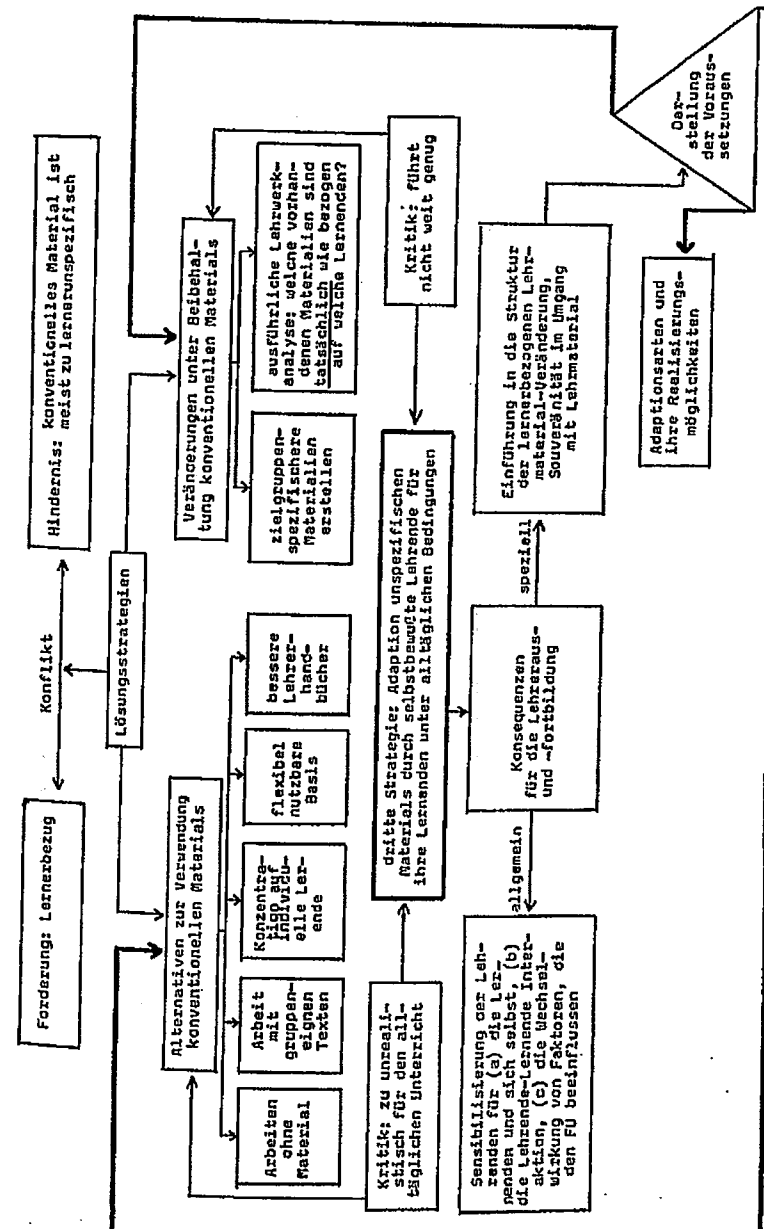 Forderung: Lernerbezug
Konflikt
Hindernis: konventionelles Material ist
meist zu lernerunspezifisch
Lösungsstrategien
Alternativen zur Verwendung
konventionellen Materials
Veränderungen unter Beibehal-
tung konventionellen Materials
Arbeiten
ohne
Material
Arbeit
mit
gruppen-
eignen
Texten
Konzentra-
tion auf
individu-
elle Ler-
ende
flexibel
nutzbare
Basis
bessere
Lehrer-
hand-
bücher
zielgruppen-
spezifischere
Materialien
erstellen
ausführliche Lehrwerk-
analyse: welche vorhan-
denen Materialien sind
tatsächlich wie bezogen
auf welche Lernenden?
Kritik: zu unreali-
stisch für den all-
täglichen Unterricht
dritte Strategie: Adaption unspezifischen
Materials durch selbstbewußte Lehrende für
ihre Lernenden unter alltäglichen Bedingungen
Kritik: führt
nicht weit genug
Sensibilisierung der Leh-
renden für (a) die Ler-
nenden und sich selbst, (b)
die Lehrende-Lernende Inter-
aktion, (c) die Wechsel-
wirkung von Faktoren, die
den FU beeinflussen
allgemein
Konsequenzen
für die Lehreraus-
und -fortbildung
speziell
Einführung in die Struktur
der lernerbezogenen Lehr-
material-Veränderung,
Souveränität im Umgang
mit Lehrmaterial
Adaptionsarten und
ihre Realisierungs-
möglichkeiten
Dar-
stellung
der Voraus-
setzungen